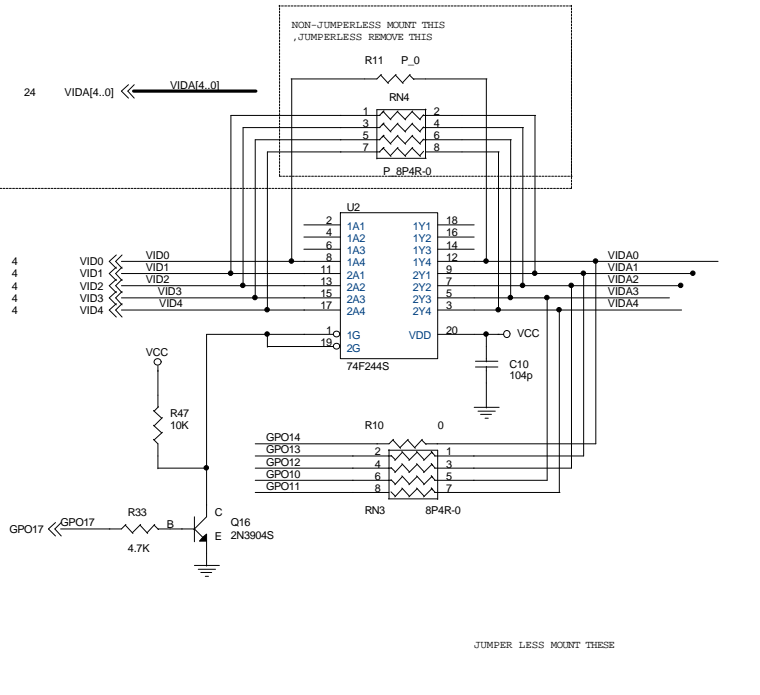 NON-JUMPERLESS MOUNT THIS
,JUMPERLESS REMOVE THIS
R11 P_0
24 VIDA[4..0] VIDA[4..0]
RN4
1 2
3 4
5 6
7 8
P_8P4R-0
U2
2 1A1 1Y1 18
4 1A2 1Y2 16
6 1A3 1Y3 14
4 VID0 VID0 8 1A4 1Y4 12 VIDA0
4 VID1 VID1 11 2A1 2Y1 9 VIDA1
4 VID2 VID2 13 2A2 2Y2 7 VIDA2
4 VID3 VID3 15 2A3 2Y3 5 VIDA3
4 VID4 VID4 17 2A4 2Y4 3 VIDA4
1 1G VDD 20 VCC
19 2G
VCC
74F244S
C10
104p
R47
10K
R10 0
GPO14
GPO13 2 1
GPO12 4 3
GPO10 6 5
GPO11 8 7
RN3 8P4R-0
R33
GPO17 GPO17 B
4.7K
C
E
Q16
2N3904S
JUMPER LESS MOUNT THESE